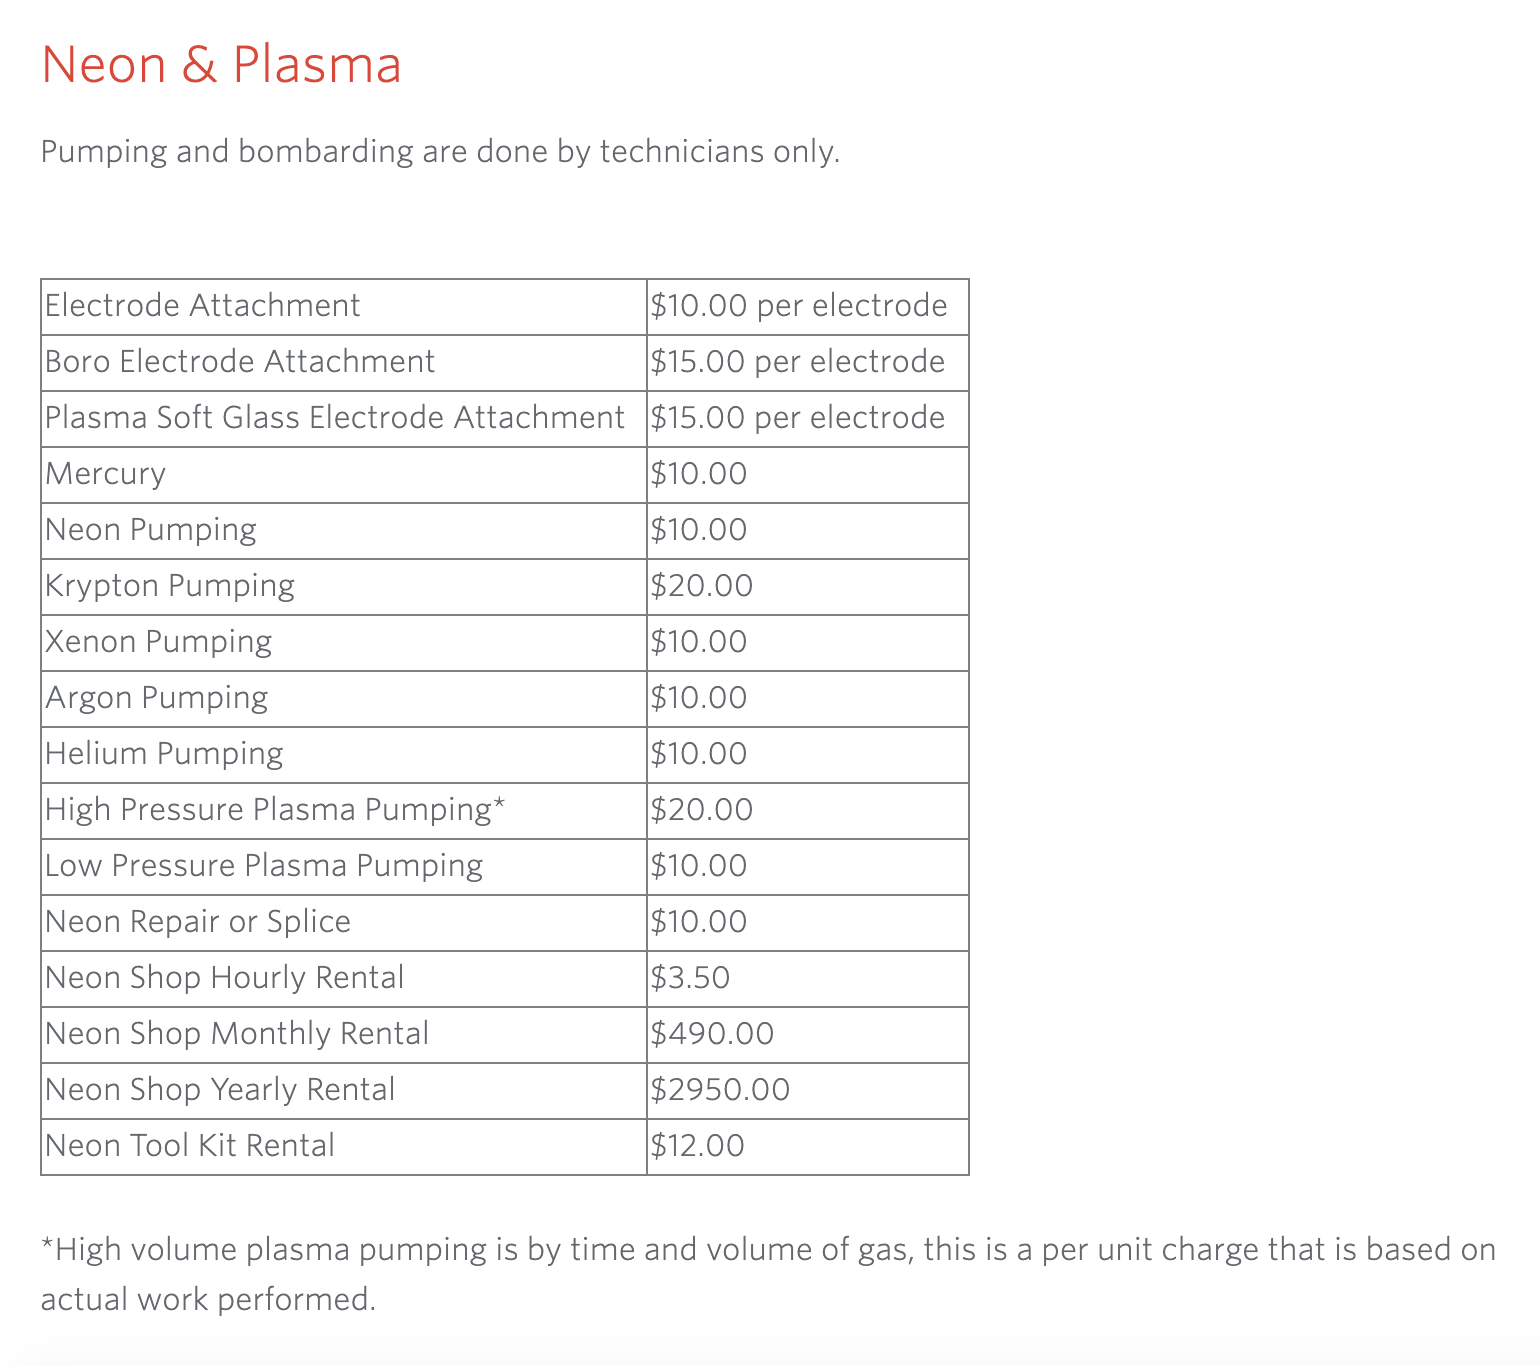 Neon & Plasma
Pumping and bombarding are done by technicians only.
Electrode Attachment $10.00 per electrode
Boro Electrode Attachment $15.00 per electrode
Plasma Soft Glass Electrode Attachment $15.00 per electrode
Mercury $10.00
Neon Pumping $10.00
Krypton Pumping $20.00
Xenon Pumping $10.00
Argon Pumping $10.00
Helium Pumping $10.00
High Pressure Plasma Pumping* $20.00
Low Pressure Plasma Pumping $10.00
Neon Repair or Splice $10.00
Neon Shop Hourly Rental $3.50
Neon Shop Monthly Rental $490.00
Neon Shop Yearly Rental $2950.00
Neon Tool Kit Rental $12.00
*High volume plasma pumping is by time and volume of gas, this is a per unit charge that is based on
actual work performed.